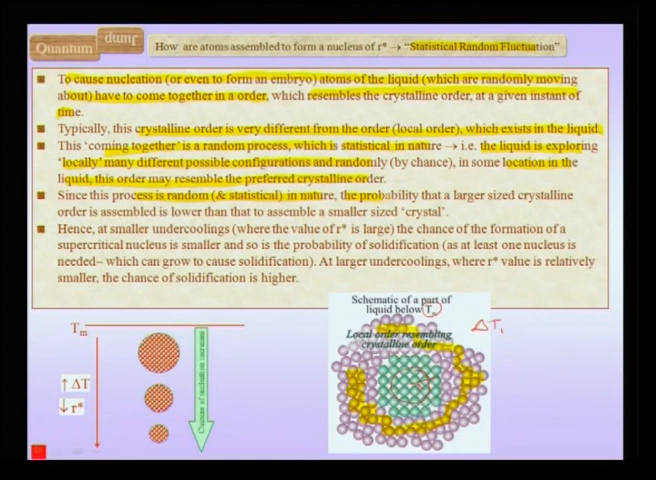 Quantum
Jump
How are atoms assembled to form a nucleus of r* → “Statistical Random Fluctuation”
To cause nucleation (or even to form an embryo) atoms of the liquid (which are randomly moving
about) have to come together in a order, which resembles the crystalline order, at a given instant of
time.
Typically, this crystalline order is very different from the order (local order), which exists in the liquid.
This ‘coming together’ is a random process, which is statistical in nature → i.e. the liquid is exploring
‘locally’ many different possible configurations and randomly (by chance), in some location in the
liquid, this order may resemble the preferred crystalline order.
Since this process is random (& statistical) in nature, the probability that a larger sized crystalline
order is assembled is lower than that to assemble a smaller sized ‘crystal’.
Hence, at smaller undercoolings (where the value of r* is large) the chance of the formation of a
supercritical nucleus is smaller and so is the probability of solidification (as at least one nucleus is
needed– which can grow to cause solidification). At larger undercoolings, where r* value is relatively
smaller, the chance of solidification is higher.
Tm
↑ ΔT
↓ r*
Chances of nucleation increases
Schematic of a part of
liquid below Tm
ΔT1
Local order resembling
crystalline order